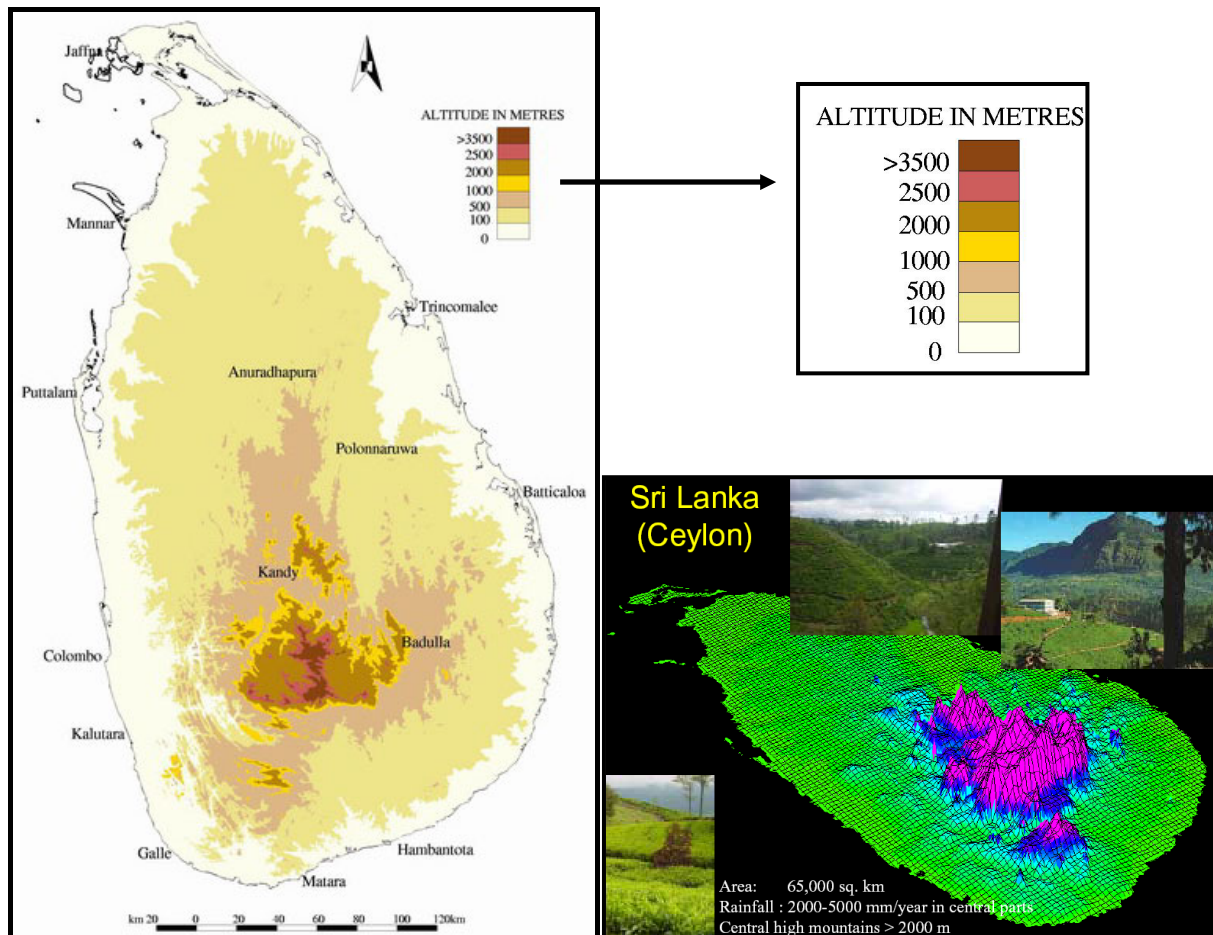 Jaffna
ALTITUDE IN METRES
>3500
2500
2000
1000
500
100
0
Mannar
Trincomalee
Anuradhapura
Puttalam
Polonnaruwa
Batticaloa
Kandy
Badulla
Colombo
Kalutara
Galle
Hambantota
Matara
km 20 0 20 40 60 80 100 120km
ALTITUDE IN METRES
>3500
2500
2000
1000
500
100
0
Sri Lanka
(Ceylon)
Area: 65,000 sq. km
Rainfall : 2000-5000 mm/year in central parts
Central high mountains > 2000 m